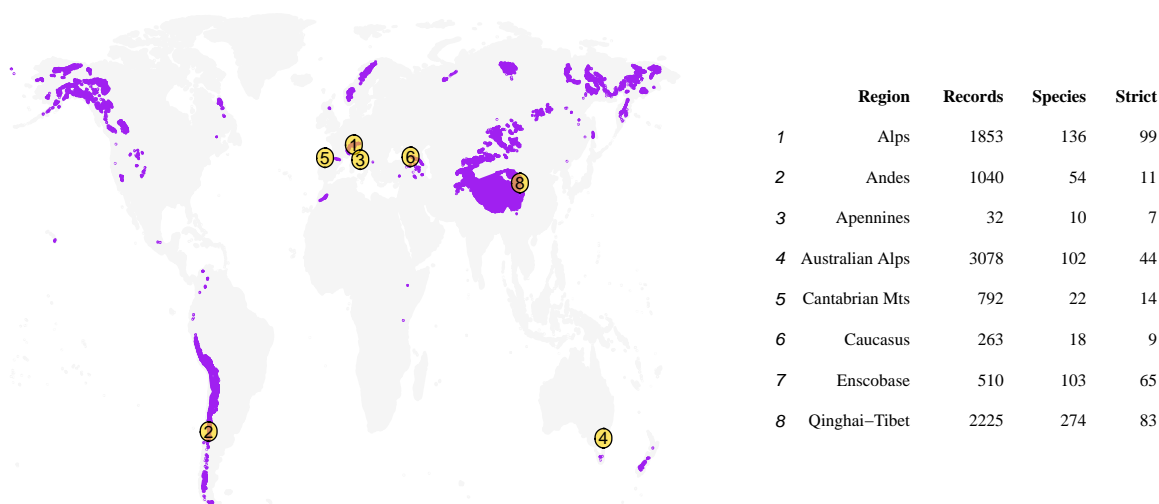 Region Records Species Strict
1 Alps 1853 136 99
2 Andes 1040 54 11
3 Apennines 32 10 7
4 Australian Alps 3078 102 44
5 Cantabrian Mts 792 22 14
6 Caucasus 263 18 9
7 Enscobase 510 103 65
8 Qinghai−Tibet 2225 274 83
1
5
3
6
8
2
4